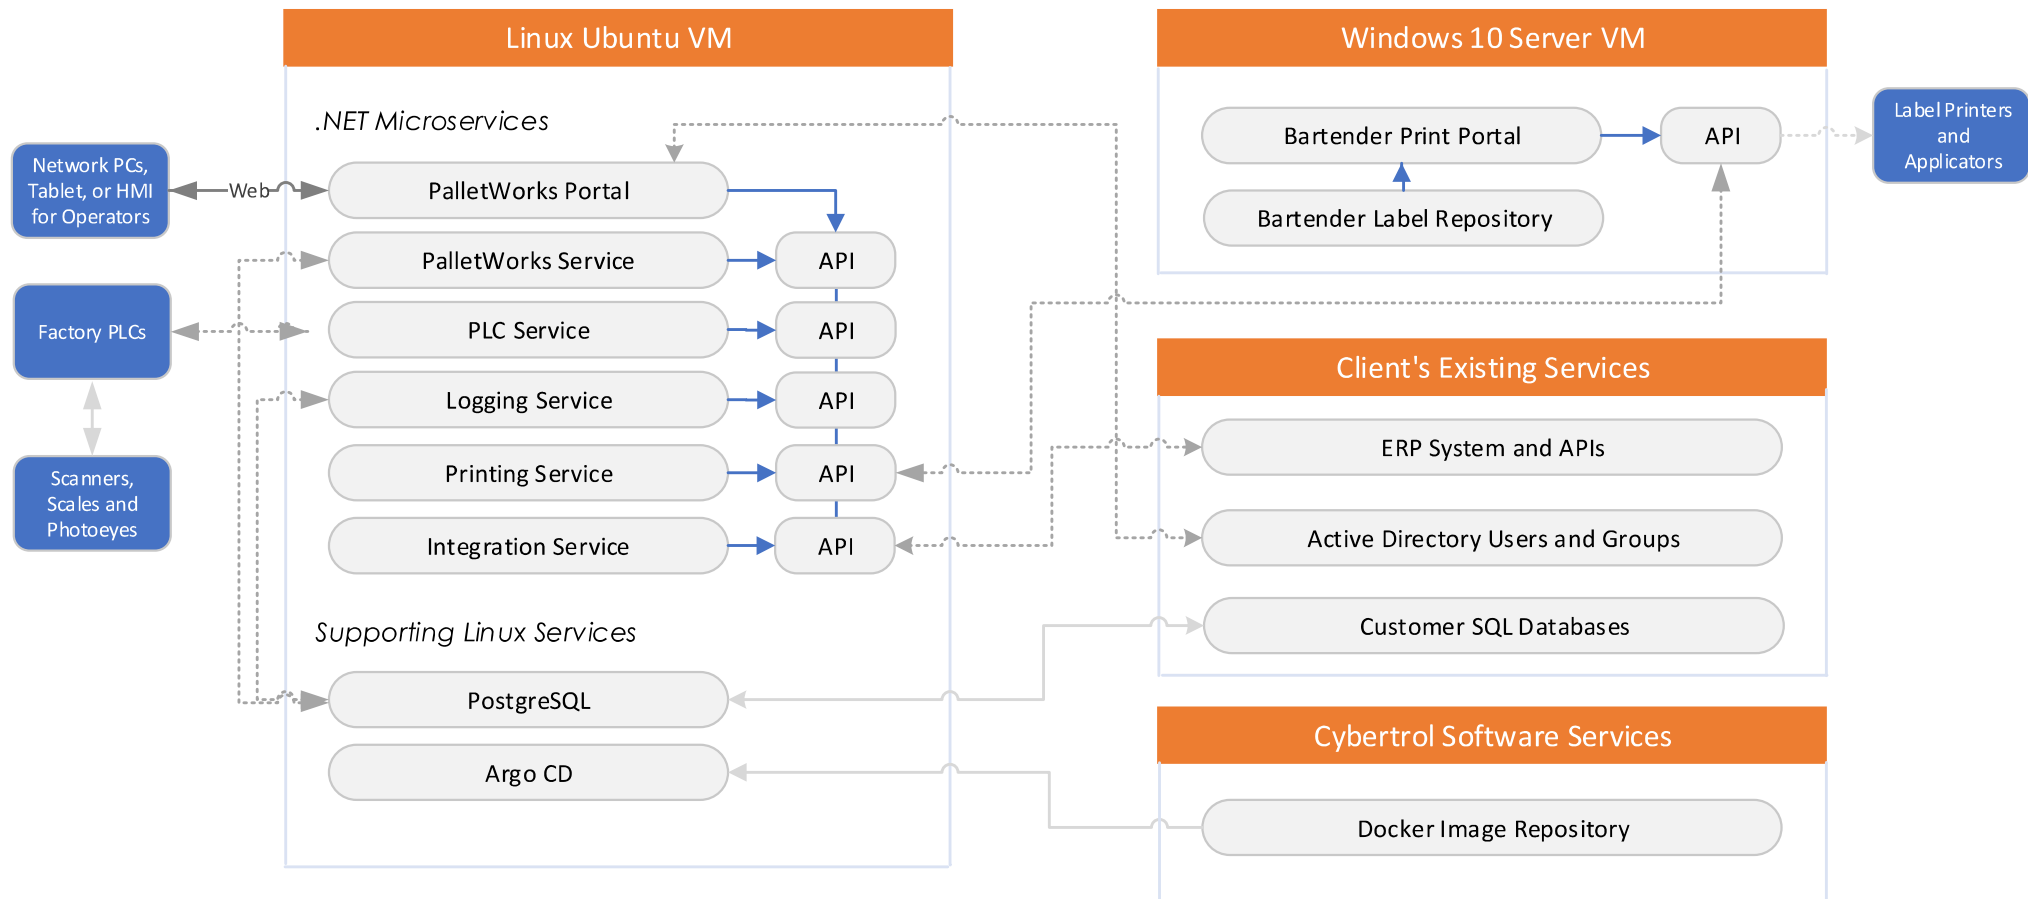 Linux Ubuntu VM
.NET Microservices
Network PCs,
Tablet, or HMI
for Operators
Web
PalletWorks Portal
PalletWorks Service
API
Factory PLCs
PLC Service
API
Logging Service
API
Scanners,
Scales and
Photoeyes
Printing Service
API
Integration Service
API
Supporting Linux Services
PostgreSQL
Argo CD
Windows 10 Server VM
Bartender Print Portal
API
Bartender Label Repository
Label Printers
and
Applicators
Client's Existing Services
ERP System and APIs
Active Directory Users and Groups
Customer SQL Databases
Cybertrol Software Services
Docker Image Repository